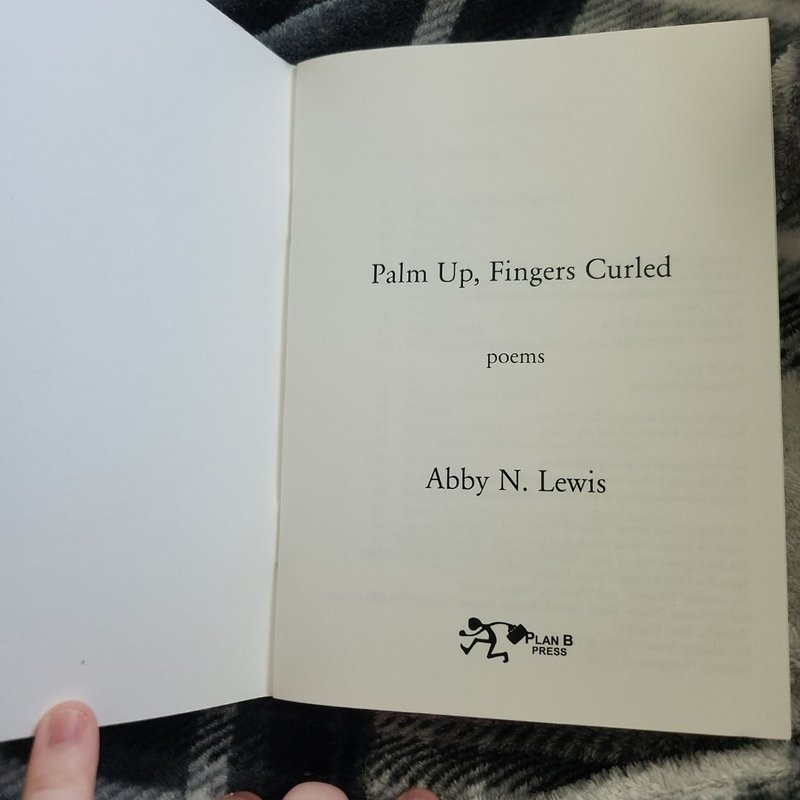 Palm Up, Fingers Curled
poems
Abby N. Lewis
PLAN B
PRESS